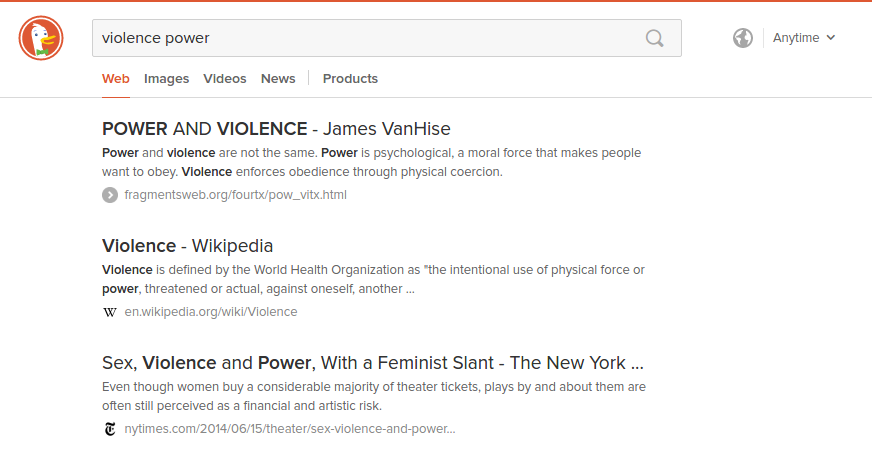 violence power
Anytime
Web Images Videos News Products
POWER AND VIOLENCE - James VanHise
Power and violence are not the same. Power is psychological, a moral force that makes people
want to obey. Violence enforces obedience through physical coercion.
fragmentsweb.org/fourtx/pow_vitx.html
Violence - Wikipedia
Violence is defined by the World Health Organization as "the intentional use of physical force or
power, threatened or actual, against oneself, another ...
W en.wikipedia.org/wiki/Violence
Sex, Violence and Power, With a Feminist Slant - The New York ...
Even though women buy a considerable majority of theater tickets, plays by and about them are
often still perceived as a financial and artistic risk.
T nytimes.com/2014/06/15/theater/sex-violence-and-power...